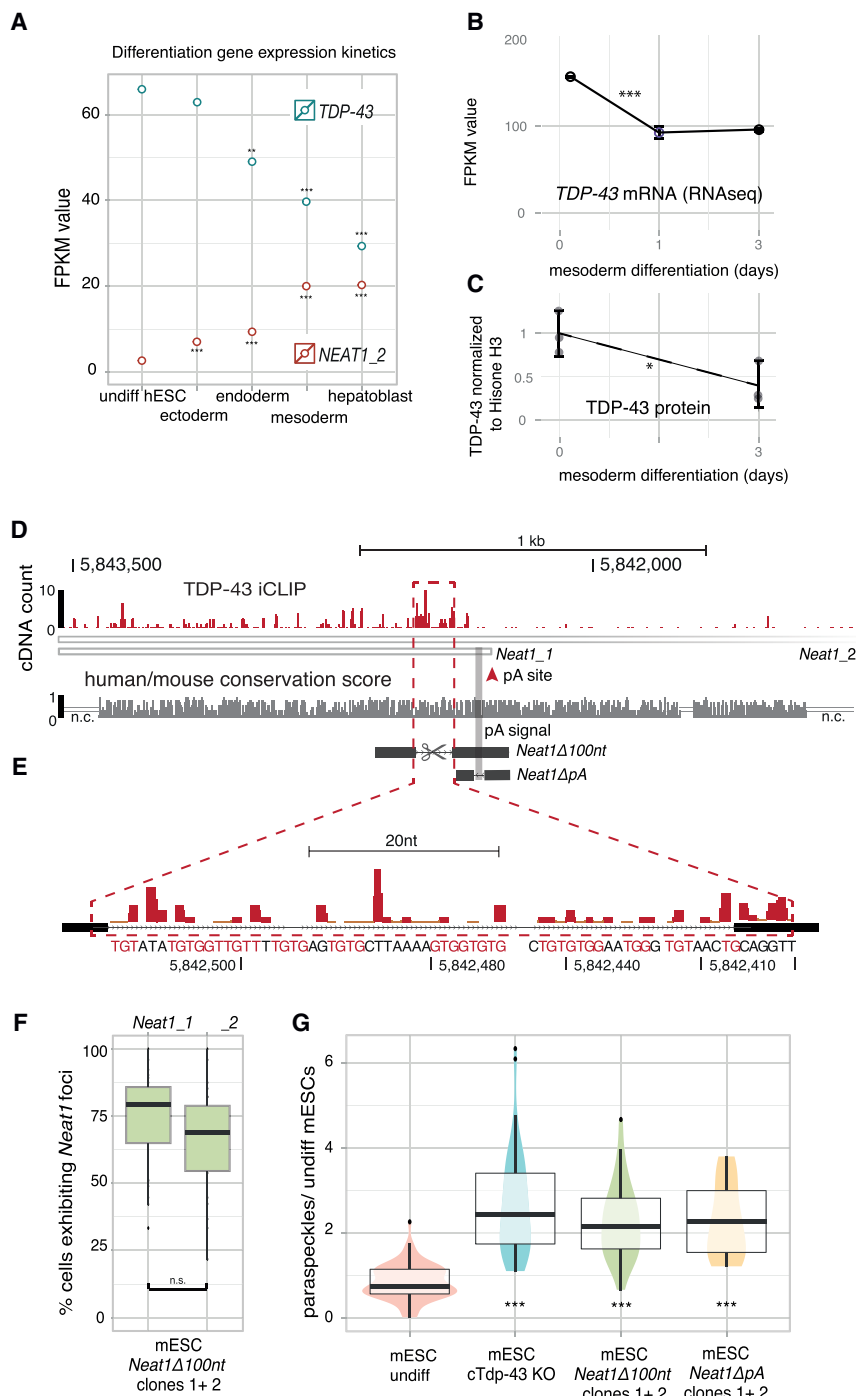 A
Differentiation gene expression kinetics
FPKM value
60
40
20
0
TDP-43
NEAT1_2
**
***
***
***
***
***
***
undiff hESC
ectoderm
endoderm
mesoderm
hepatoblast
B
FPKM value
200
100
0
***
TDP-43 mRNA (RNAseq)
0
1
3
mesoderm differentiation (days)
C
TDP-43 normalized
to Hisone H3
1
0.5
0
*
TDP-43 protein
0
1
3
mesoderm differentiation (days)
D
1 kb
5,843,500
5,842,000
cDNA count
10
0
TDP-43 iCLIP
Neat1_1
Neat1_2
pA site
human/mouse conservation score
1
0
n.c.
n.c.
pA signal
Neat1Δ100nt
Neat1ΔpA
E
20nt
TGTATATGTGGTTGTTTTGTGAGTGTGCTTAAAAGTGGTGTG CTGTGTGGAATGGG TGTAACTGCAGGTT
5,842,500
5,842,480
5,842,440
5,842,410
F
Neat1_1 _2
% cells exhibiting Neat1 foci
100
75
50
25
0
n.s.
mESC
Neat1Δ100nt
clones 1+ 2
G
paraspeckles/ undiff mESCs
6
4
2
0
***
***
***
mESC
undiff
mESC
cTdp-43 KO
mESC
Neat1Δ100nt
clones 1+ 2
mESC
Neat1ΔpA
clones 1+ 2